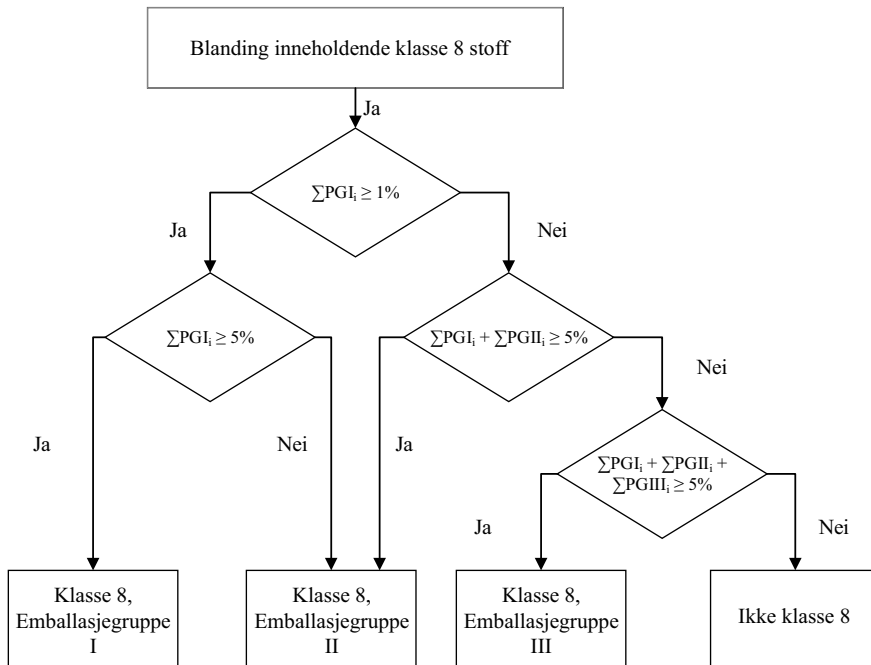 Blanding inneholdende klasse 8 stoff
Ja
∑PGIᵢ ≥ 1%
Ja
Nei
∑PGIᵢ ≥ 5%
∑PGIᵢ + ∑PGIIᵢ ≥ 5%
Nei
Ja
Nei
Ja
∑PGIᵢ + ∑PGIIᵢ +
∑PGIIIᵢ ≥ 5%
Ja
Nei
Klasse 8,
Emballasjegruppe
I
Klasse 8,
Emballasjegruppe
II
Klasse 8,
Emballasjegruppe
III
Ikke klasse 8